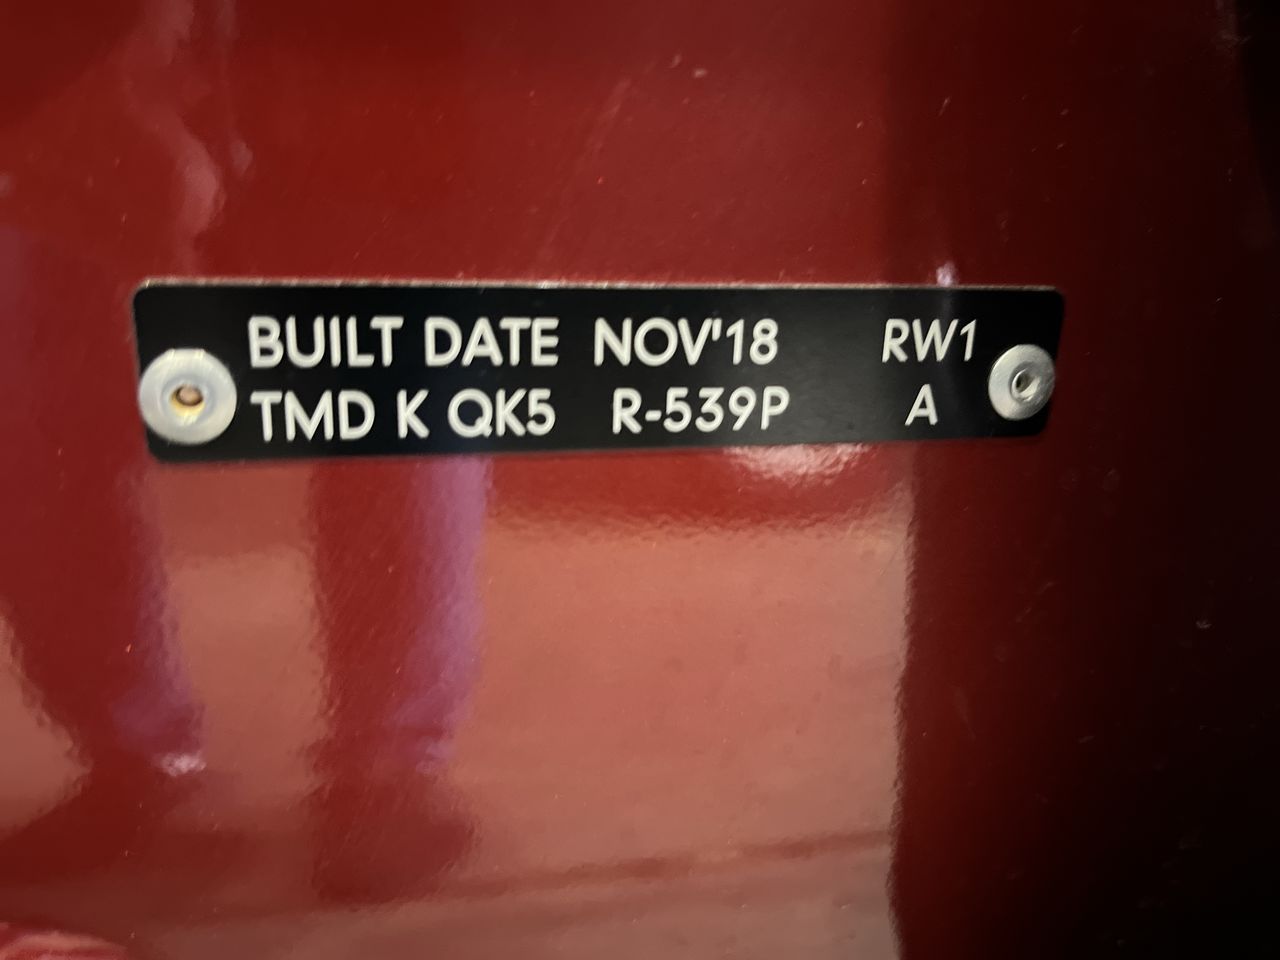 BUILT DATE NOV'18 RW1
TMD K QK5 R-539P A